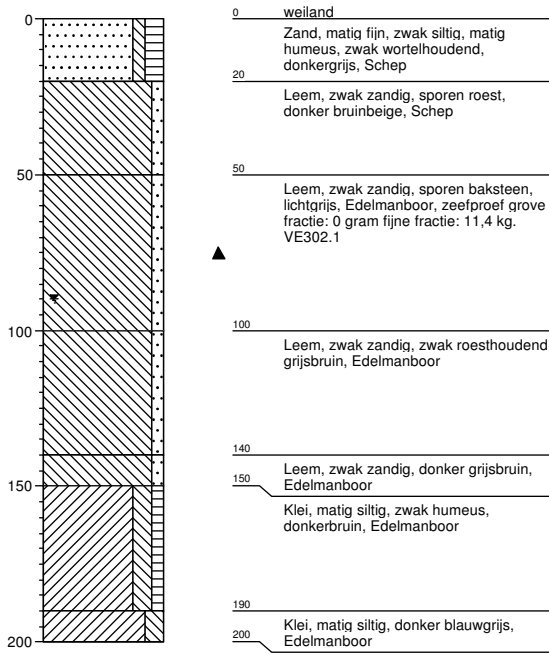 0
50
100
150
200
0
weiland
Zand, matig fijn, zwak siltig, matig
humeus, zwak wortelhoudend,
donkergrijs, Schep
20
Leem, zwak zandig, sporen roest,
donker bruinbeige, Schep
50
Leem, zwak zandig, sporen baksteen,
lichtgrijs, Edelmanboor, zeefproef grove
fractie: 0 gram fijne fractie: 11,4 kg.
VE302.1
100
Leem, zwak zandig, zwak roesthoudend
grijsbruin, Edelmanboor
140
Leem, zwak zandig, donker grijsbruin,
Edelmanboor
150
Klei, matig siltig, zwak humeus,
donkerbruin, Edelmanboor
190
Klei, matig siltig, donker blauwgrijs,
Edelmanboor
200